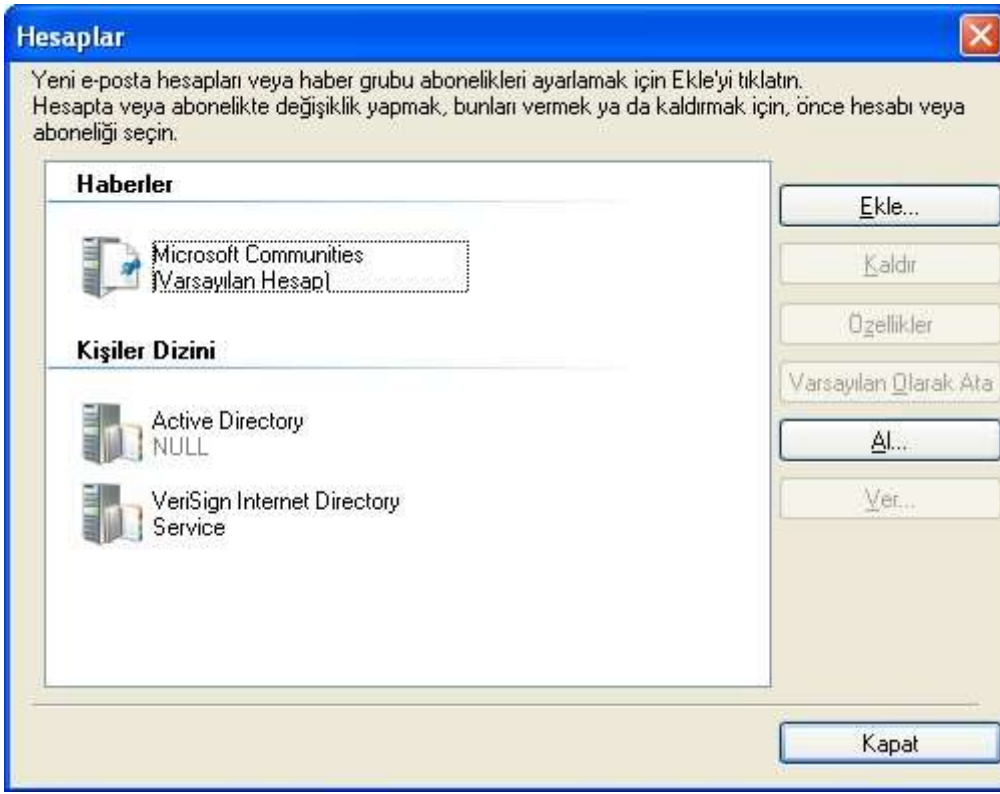 Hesaplar
Yeni e-posta hesapları veya haber grubu abonelikleri ayarlamak için Ekle'yi tıklatın.
Hesapta veya abonelikte değişiklik yapmak, bunları vermek ya da kaldırmak için, önce hesabı veya
aboneliği seçin.
Haberler
Microsoft Communities
(Varsayılan Hesap)
Kişiler Dizini
Active Directory
NULL
VeriSign Internet Directory
Service
Ekle...
Kaldır
Özellikler
Varsayılan Olarak Ata
Al...
Ver...
Kapat